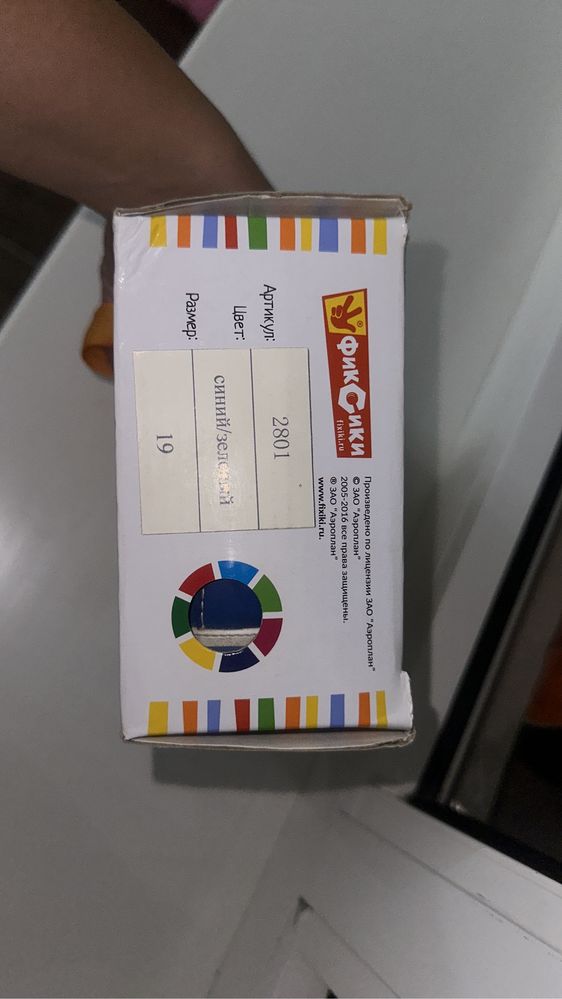 фиксики
fixiki.ru
Артикул: 2801
Цвет: синий/зеленый
Размер: 19
Произведено по лицензии ЗАО "Аэроплан"
© ЗАО "Аэроплан"
2005-2016 все права защищены.
® ЗАО "Аэроплан"
www.fixiki.ru.